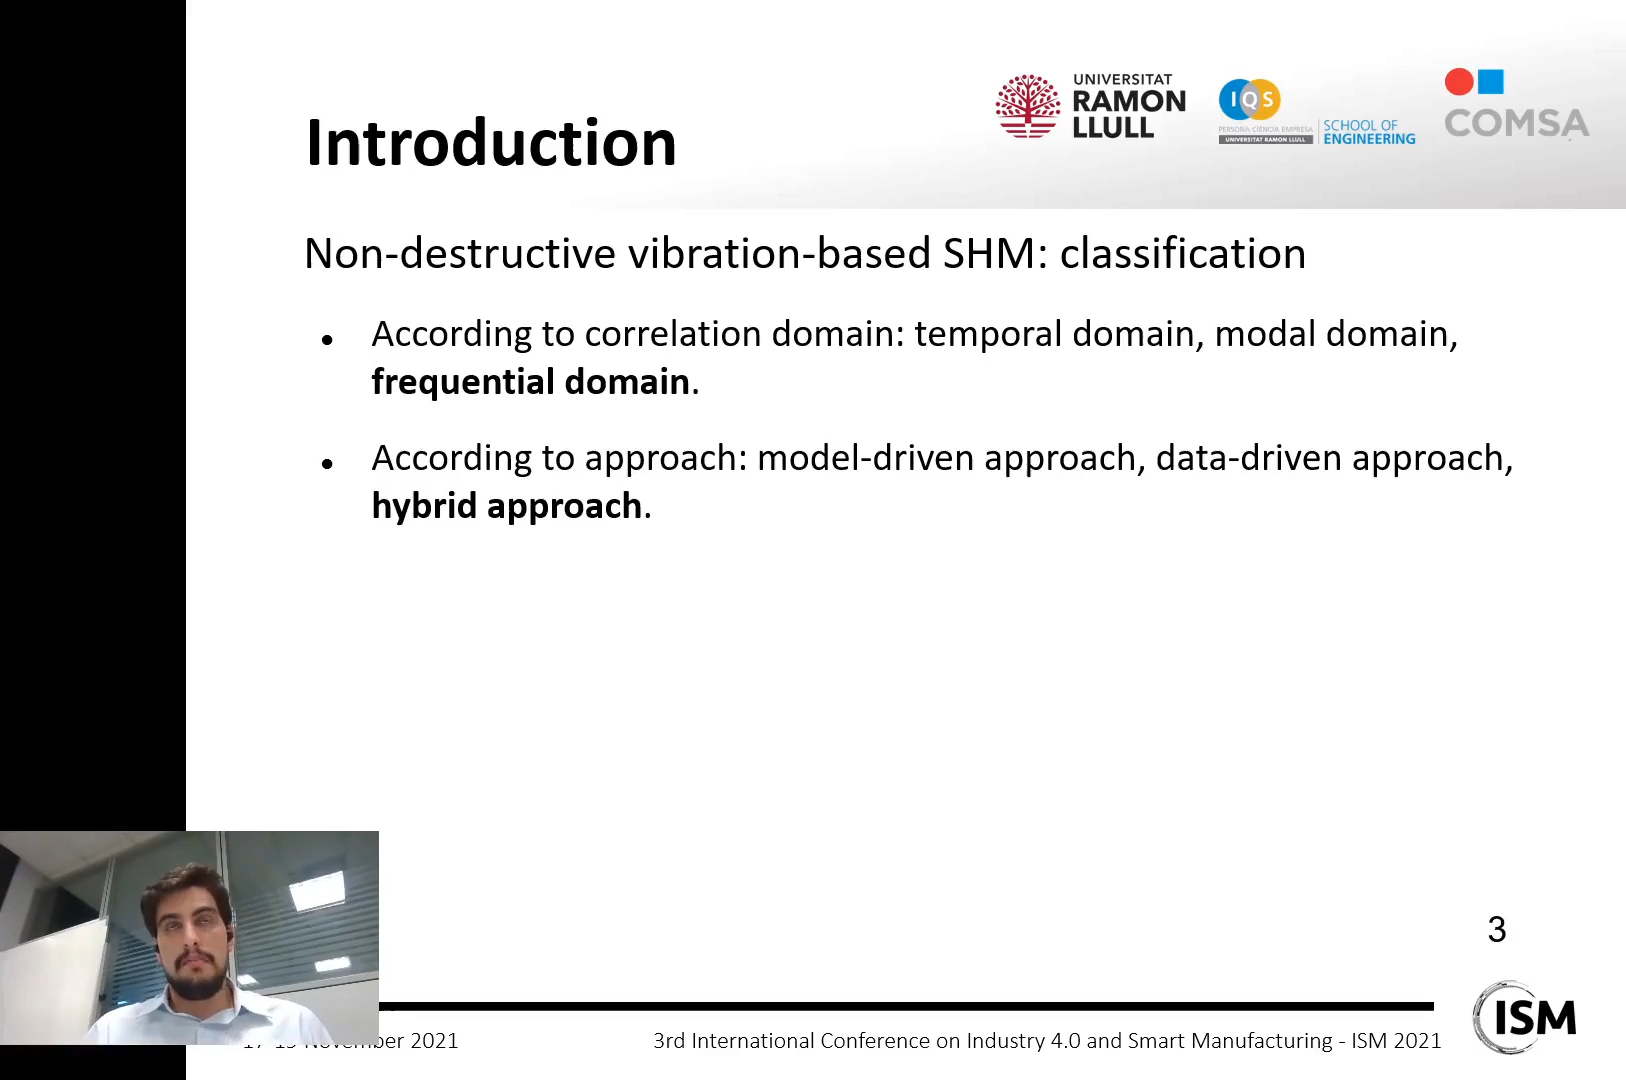 UNIVERSITAT
RAMON
LLULL
IQS
PERSONA CIÈNCIA EMPRESA
UNIVERSITAT RAMON LLULL
SCHOOL OF
ENGINEERING
COMSA
Introduction
Non-destructive vibration-based SHM: classification
• According to correlation domain: temporal domain, modal domain,
frequential domain.
• According to approach: model-driven approach, data-driven approach,
hybrid approach.
3
2021
3rd International Conference on Industry 4.0 and Smart Manufacturing - ISM 2021
ISM